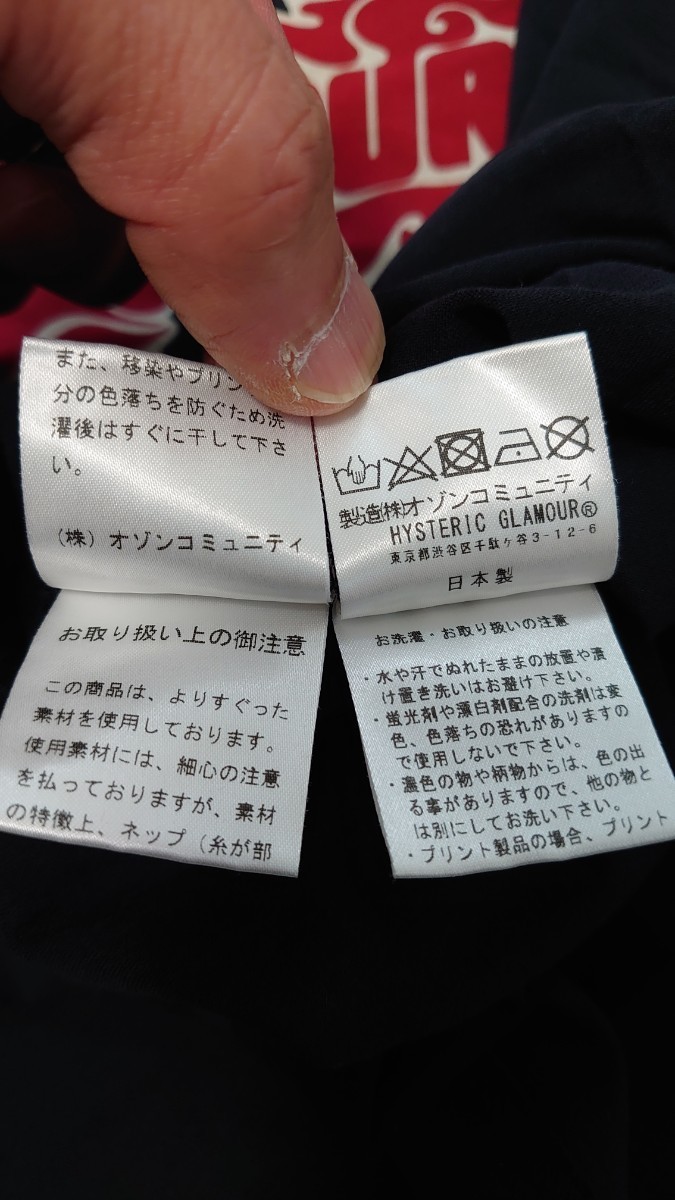 また、移染やプリン
分の色落ちを防ぐため洗
濯後はすぐに干して下さ
い。
(株)オゾンコミュニティ
製造(株)オゾンコミュニティ
HYSTERIC GLAMOUR®
東京都渋谷区千駄ヶ谷3-12-6
日本製
お取り扱い上の御注意
この商品は、よりすぐった
素材を使用しております。
使用素材には、細心の注意
を払っておりますが、素材
の特徴上、ネップ(糸が部
お洗濯・お取り扱いの注意
・水や汗でぬれたままの放置や漬
け置き洗いはお避け下さい。
・蛍光剤や漂白剤配合の洗剤は変
色、色落ちの恐れがありますの
で使用しないで下さい。
・濃色の物や柄物からは、色の出
る事がありますので、他の物と
は別にしてお洗い下さい。
・プリント製品の場合、プリント